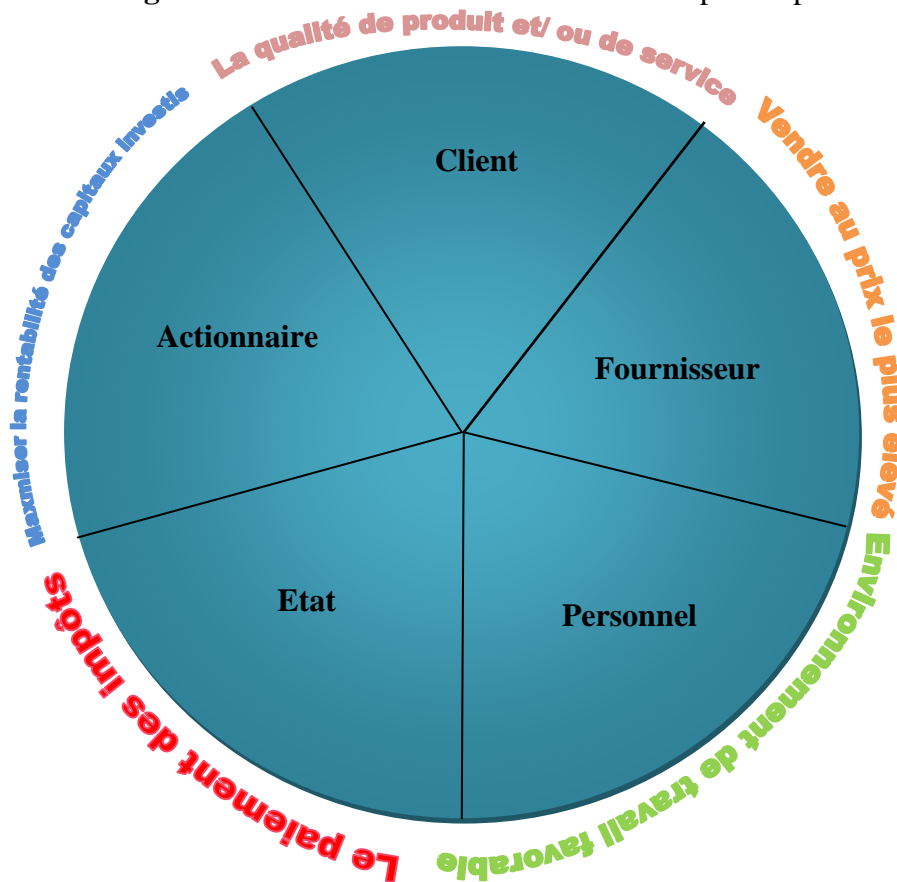 La qualité de produit et/ ou de service
Vendre au prix le plus élevé
Maxmiser la rentabilité des capitaux investis
Client
Actionnaire
Fournisseur
Etat
Personnel
Le paiement des impôts
Environnement de travail favorable